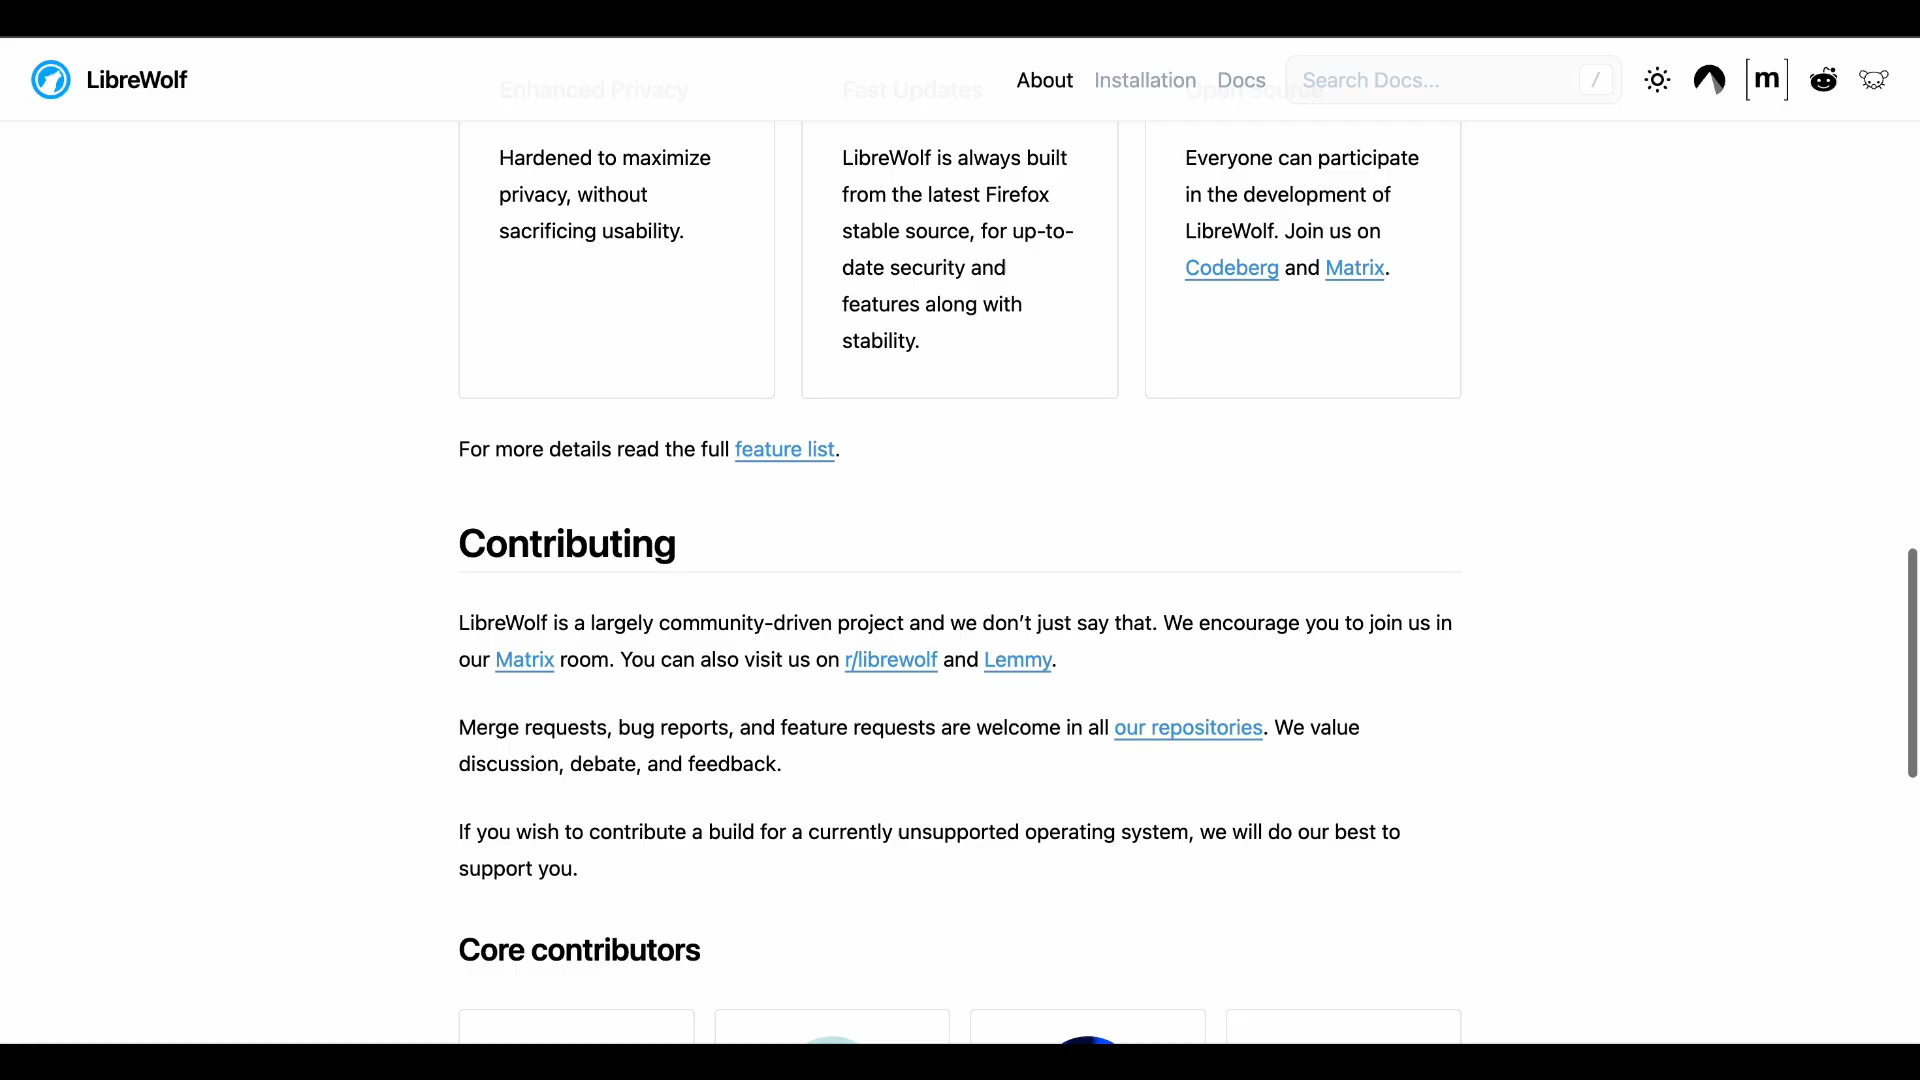 LibreWolf
About Installation Docs Search Docs... /
[m]
Enhanced Privacy
Hardened to maximize
privacy, without
sacrificing usability.
Fast Updates
LibreWolf is always built
from the latest Firefox
stable source, for up-to-
date security and
features along with
stability.
Open Source
Everyone can participate
in the development of
LibreWolf. Join us on
Codeberg and Matrix.
For more details read the full feature list.
Contributing
LibreWolf is a largely community-driven project and we don’t just say that. We encourage you to join us in
our Matrix room. You can also visit us on r/librewolf and Lemmy.
Merge requests, bug reports, and feature requests are welcome in all our repositories. We value
discussion, debate, and feedback.
If you wish to contribute a build for a currently unsupported operating system, we will do our best to
support you.
Core contributors